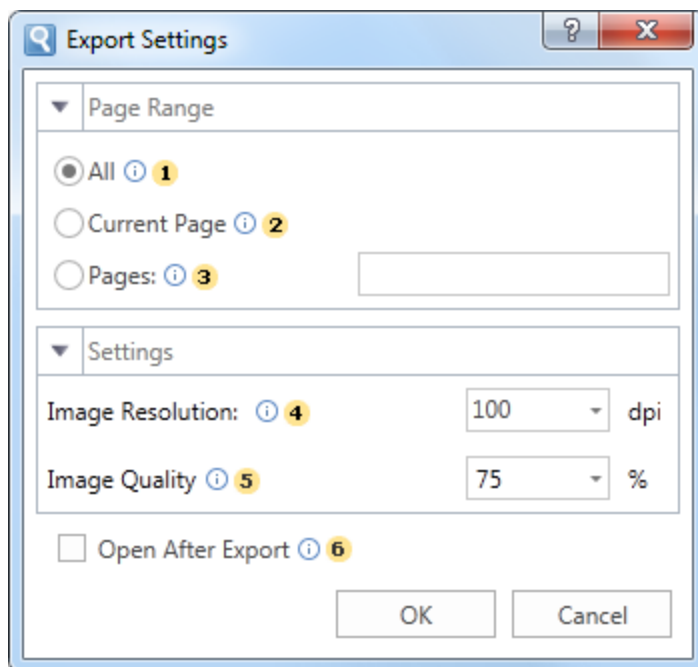 Export Settings
Page Range
All 1
Current Page 2
Pages: 3
Settings
Image Resolution: 4 100 dpi
Image Quality 5 75 %
Open After Export 6
OK Cancel